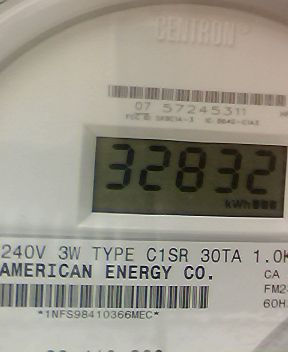 CENTRON®
07 57245311
32832
kWh
240V 3W TYPE C1SR 30TA 1.0K
AMERICAN ENERGY CO.
CA
FM2
60H
*1NFS98410366MEC*